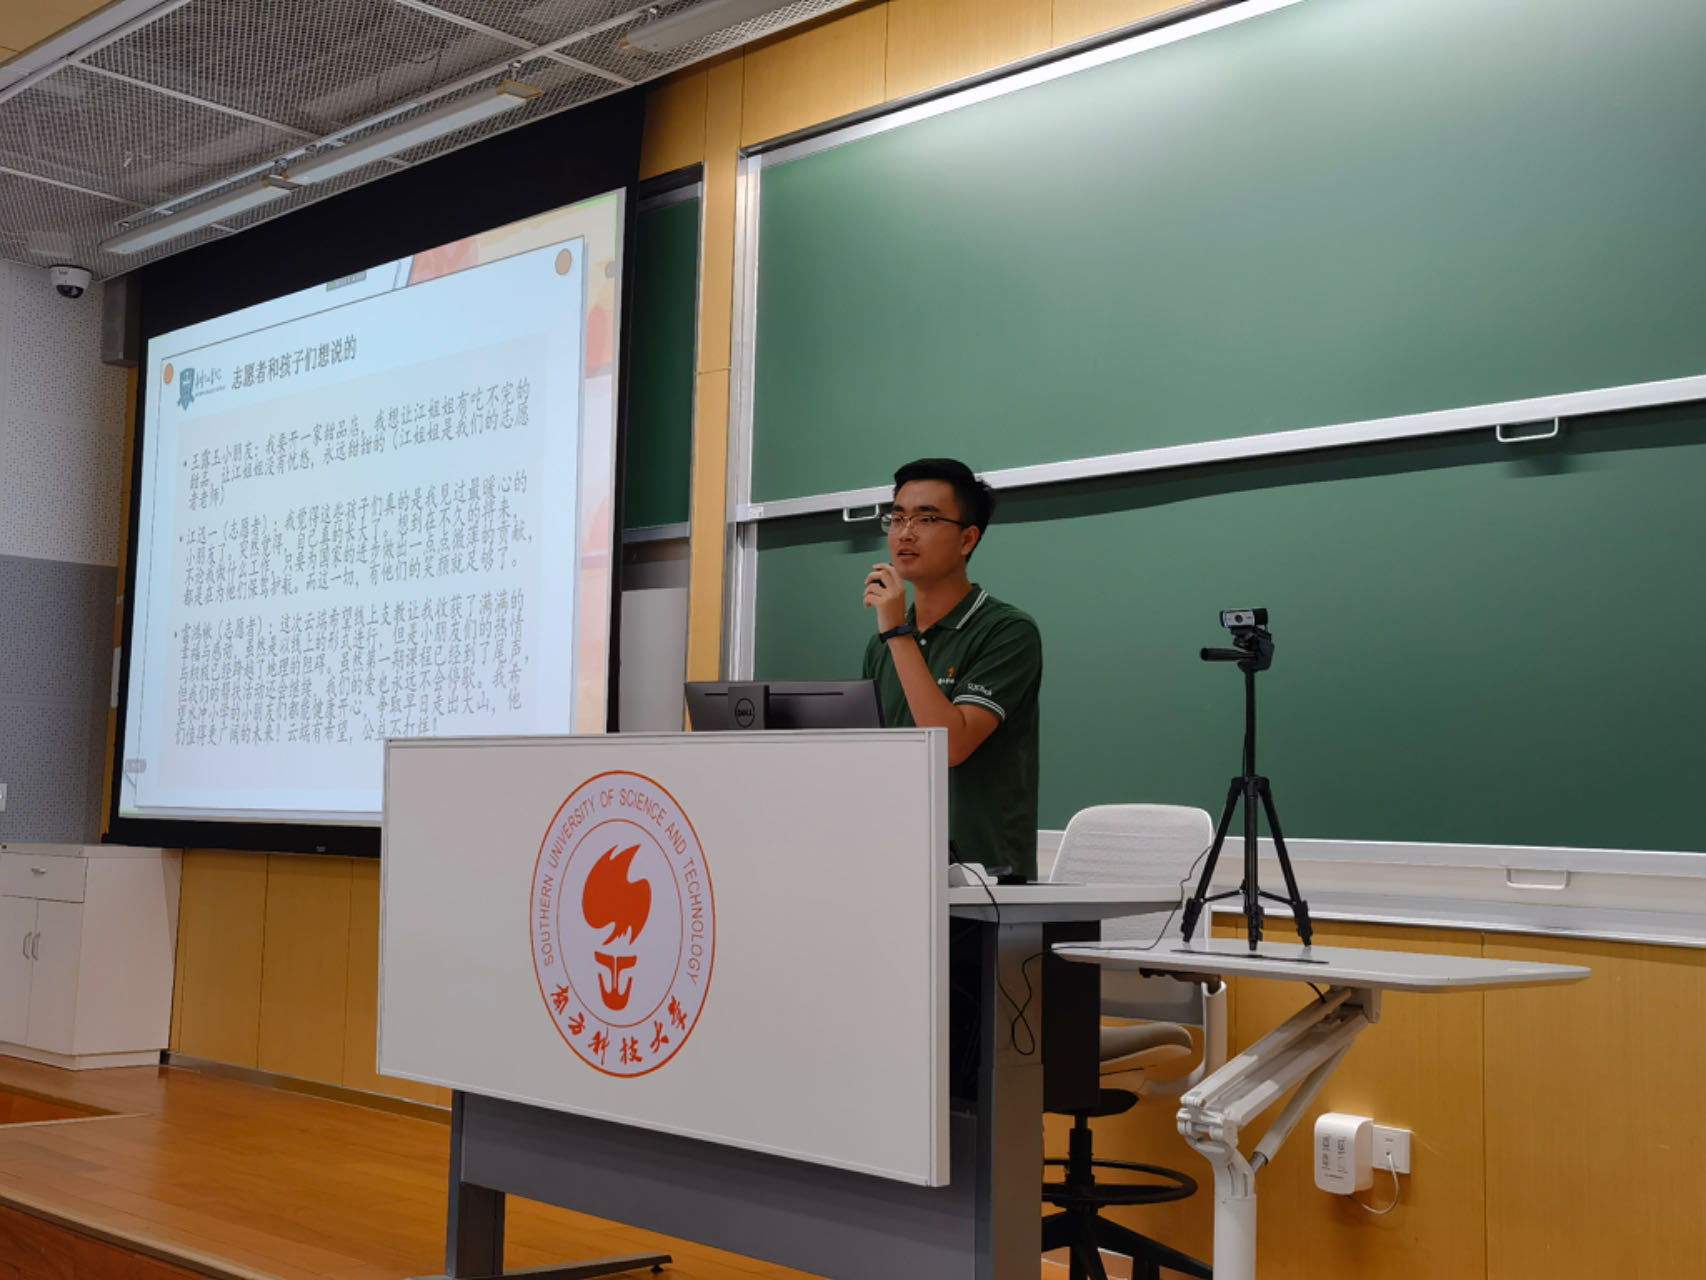 志愿者和孩子们想说的
• 王露玉小朋友：我要开一家甜品店，我想让江姐姐有吃不完的
甜品，让江姐姐没有忧愁，永远甜甜的（江姐姐是我们的志愿
者老师）
• 江远一（志愿者）：我觉得这些孩子们真的是我见过最暖心的
小朋友了，突然觉得，自己真的长大了。想到在不久的将来，
不论我做什么工作，只要为国家的进步做出一点点微薄的贡献，
都是在为他们保驾护航。而这一切，有他们的笑颜就足够了。
（志愿者）：这次云端希望线上支教让我收获了满满的
幸福与感动。虽然是以线上的形式进行，但是小朋友们的热情
与积极已经跨越了地理的阻碍。虽然第一期课程已经到了尾声，
但我们的帮扶活动还会继续，我们的爱，也永远不会停歇。我希
望水冲小学的小朋友们都能健康开心，争取早日走出大山，他
们值得更广阔的未来！云端有希望，公益不打烊！
DELL
SOUTHERN UNIVERSITY OF SCIENCE AND TECHNOLOGY
南方科技大学